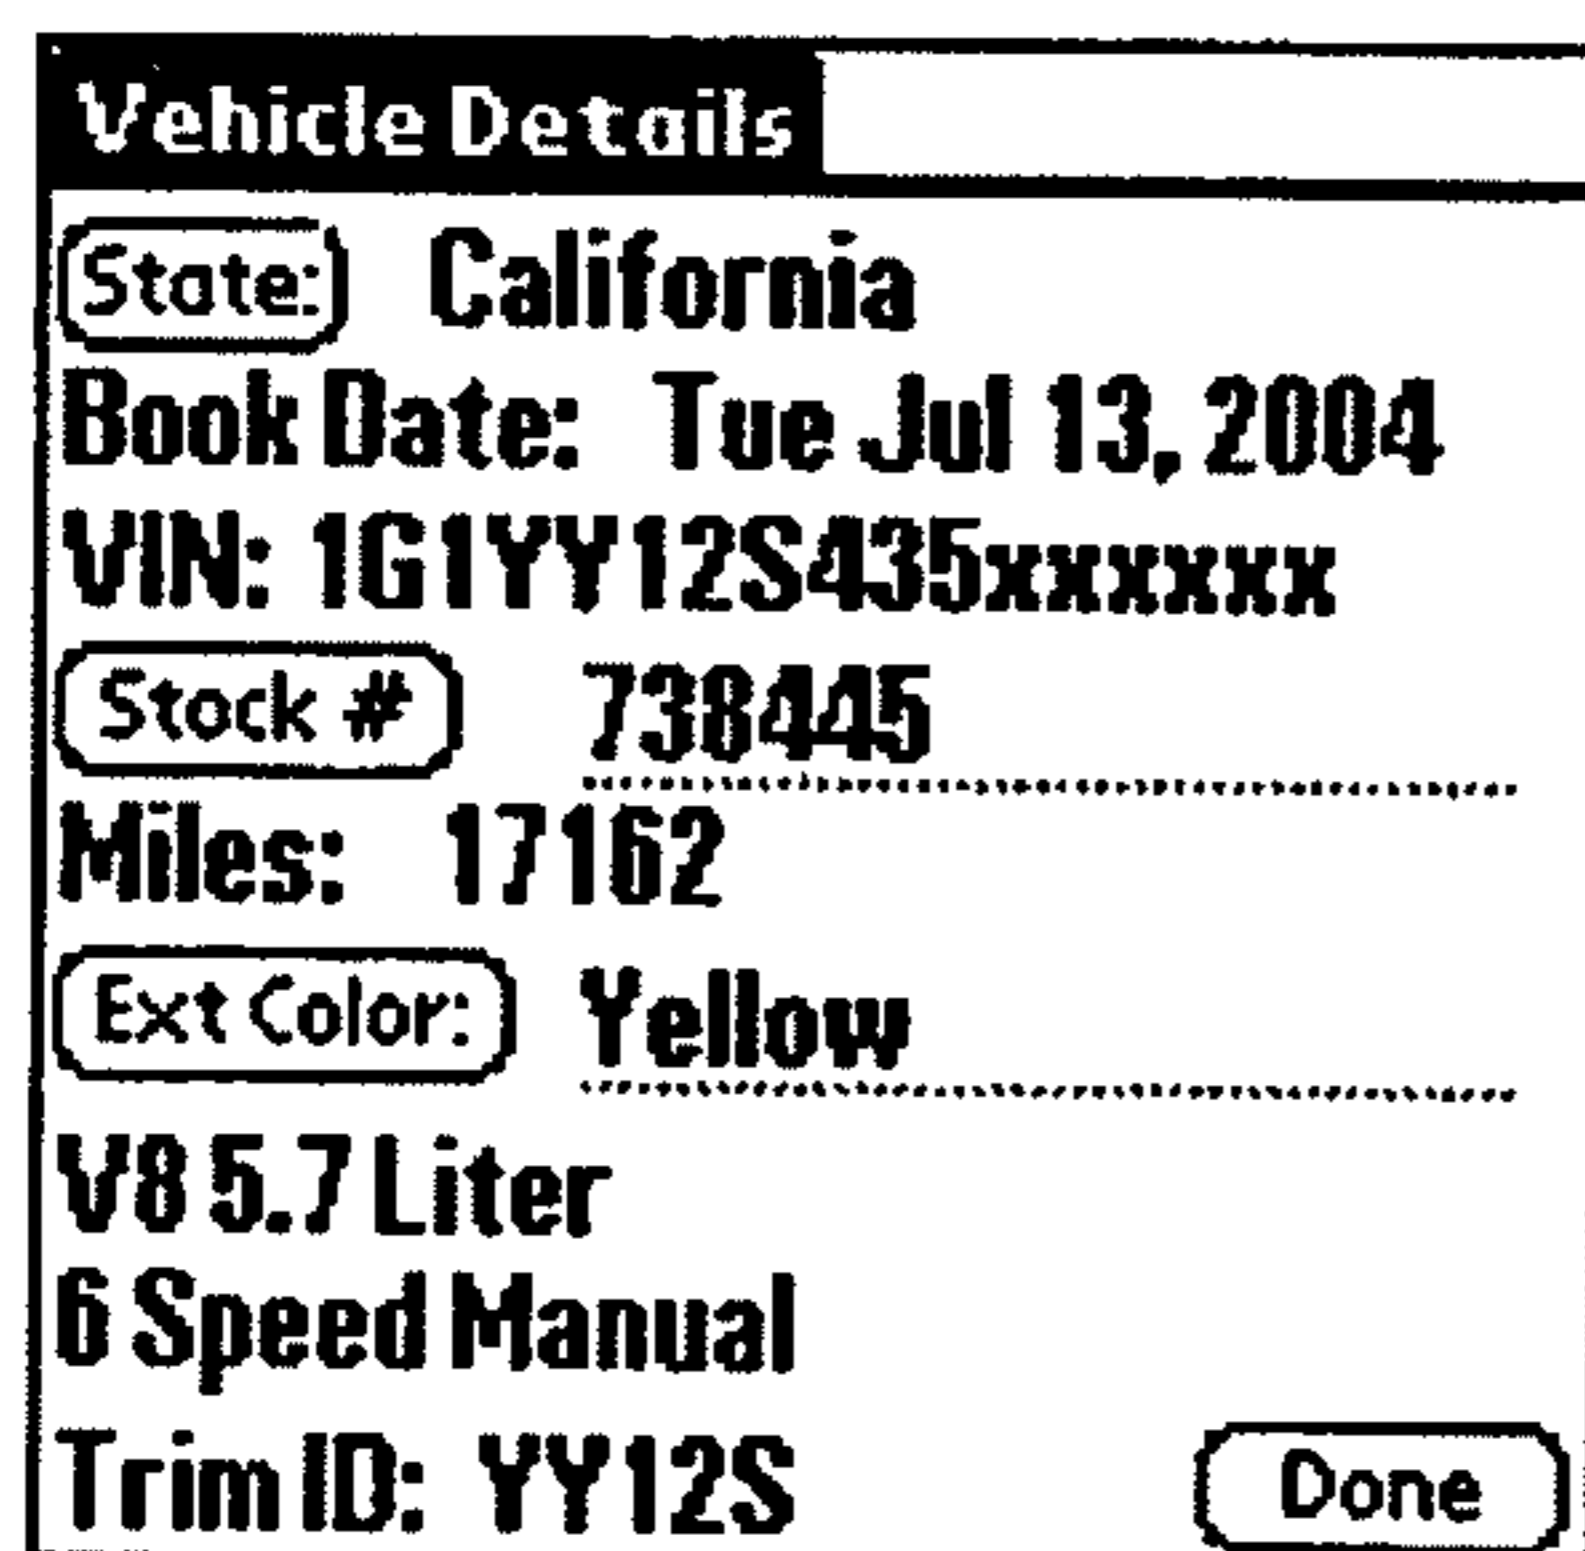 Vehicle Details
State: California
Book Date: Tue Jul 13, 2004
VIN: 1G1YY12S435xxxxxx
Stock # 738445
Miles: 17162
Ext Color: Yellow
V8 5.7 Liter
6 Speed Manual
Trim ID: YY12S Done